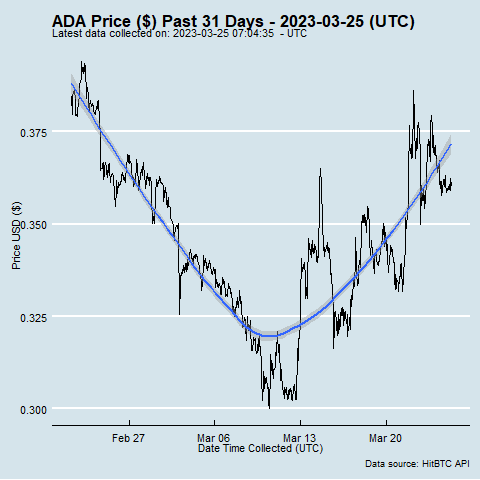 ADA Price ($) Past 31 Days - 2023-03-25 (UTC)
Latest data collected on: 2023-03-25 07:04:35 - UTC
0.375
0.350
0.325
0.300
Price USD ($)
Feb 27
Mar 06
Mar 13
Mar 20
Date Time Collected (UTC)
Data source: HitBTC API